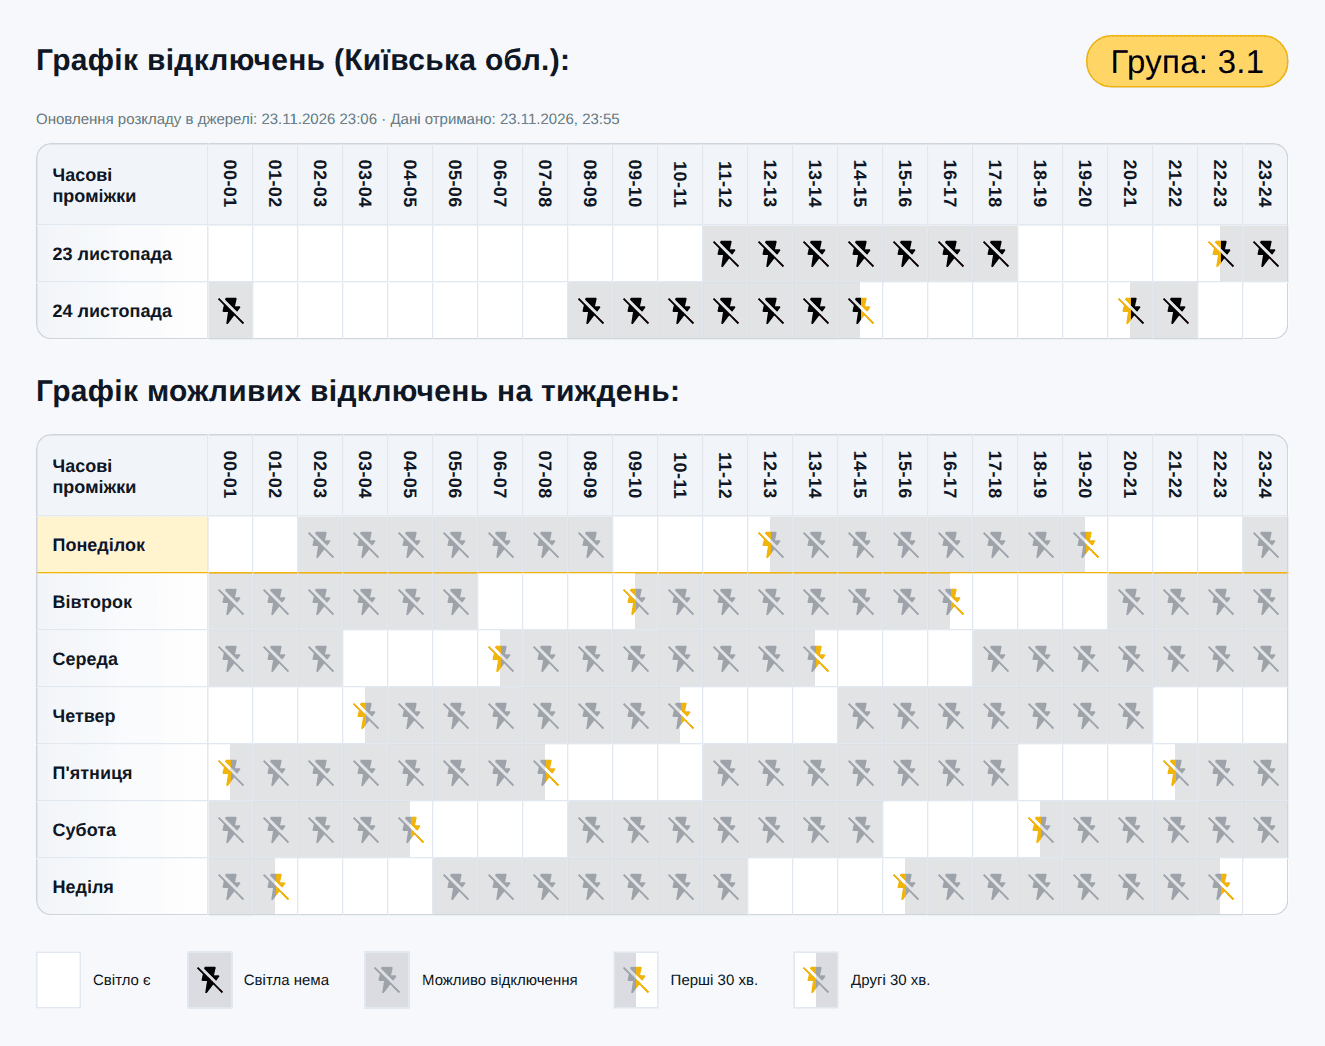 Графік відключень (Київська обл.):
Група: 3.1
Оновлення розкладу в джерелі: 23.11.2026 23:06 · Дані отримано: 23.11.2026, 23:55
Часові проміжки 00-01 01-02 02-03 03-04 04-05 05-06 06-07 07-08 08-09 09-10 10-11 11-12 12-13 13-14 14-15 15-16 16-17 17-18 18-19 19-20 20-21 21-22 22-23 23-24
23 листопада
24 листопада
Графік можливих відключень на тиждень:
Часові проміжки 00-01 01-02 02-03 03-04 04-05 05-06 06-07 07-08 08-09 09-10 10-11 11-12 12-13 13-14 14-15 15-16 16-17 17-18 18-19 19-20 20-21 21-22 22-23 23-24
Понеділок
Вівторок
Середа
Четвер
П'ятниця
Субота
Неділя
Світло є Світла нема Можливо відключення Перші 30 хв. Другі 30 хв.